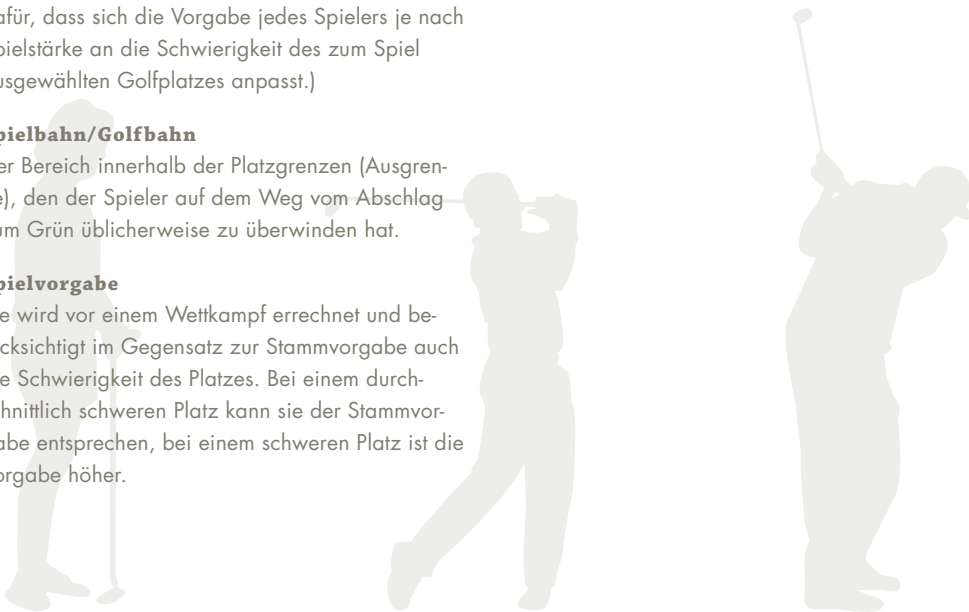 afür, dass sich die Vorgabe jedes Spielers je nach
pielstärke an die Schwierigkeit des zum Spiel
usgewählten Golfplatzes anpasst.)
pielbahn/Golfbahn
er Bereich innerhalb der Platzgrenzen (Ausgren-
e), den der Spieler auf dem Weg vom Abschlag
um Grün üblicherweise zu überwinden hat.
pielvorgabe
e wird vor einem Wettkampf errechnet und be-
cksichtigt im Gegensatz zur Stammvorgabe auch
e Schwierigkeit des Platzes. Bei einem durch-
hnittlich schweren Platz kann sie der Stammvor-
abe entsprechen, bei einem schweren Platz ist die
orgabe höher.